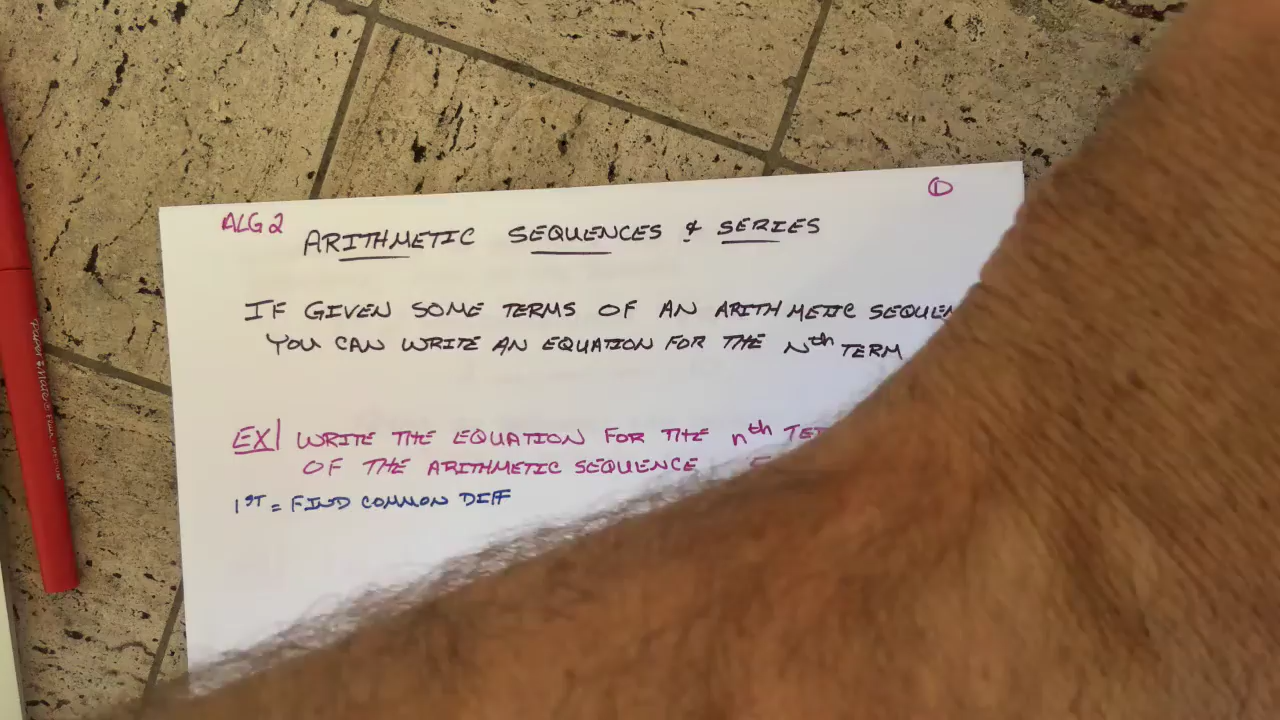 ALG 2
①
ARITHMETIC SEQUENCES & SERIES
IF GIVEN SOME TERMS OF AN ARITHMETIC
YOU CAN WRITE AN EQUATION FOR THE Nth TERM
EX WRITE THE EQUATION FOR THE nth
OF THE ARITHMETIC SEQUENCE
1ST = FIND COMMON DIFF